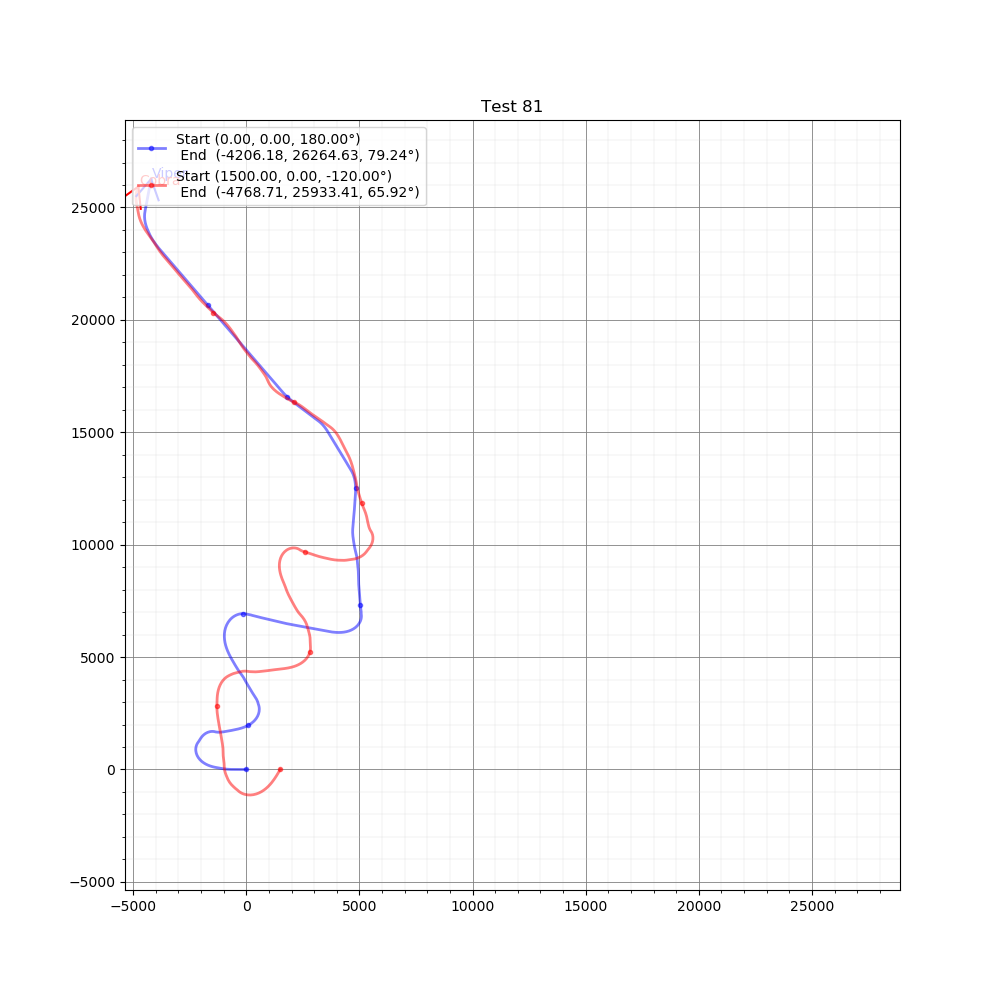 Test 81
Start (0.00, 0.00, 180.00°)
End (-4206.18, 26264.63, 79.24°)
Start (1500.00, 0.00, -120.00°)
End (-4768.71, 25933.41, 65.92°)
Viper
25000
20000
15000
10000
5000
0
−5000
−5000 0 5000 10000 15000 20000 25000